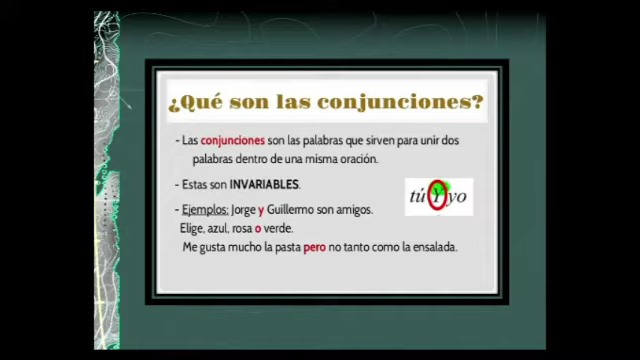 ¿Qué son las conjunciones?
- Las conjunciones son las palabras que sirven para unir dos
palabras dentro de una misma oración.
- Estas son INVARIABLES.
tú Y yo
- Ejemplos: Jorge y Guillermo son amigos.
Elige, azul, rosa o verde.
Me gusta mucho la pasta pero no tanto como la ensalada.